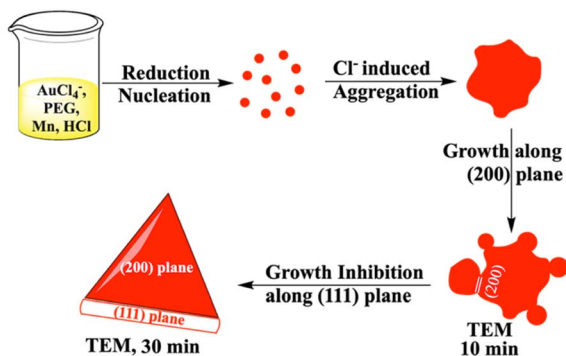 AuCl₄⁻,
PEG,
Mn, HCl
Reduction
Nucleation
Cl⁻ induced
Aggregation
Growth along
(200) plane
(200)
TEM
10 min
Growth Inhibition
along (111) plane
(200) plane
(111) plane
TEM, 30 min